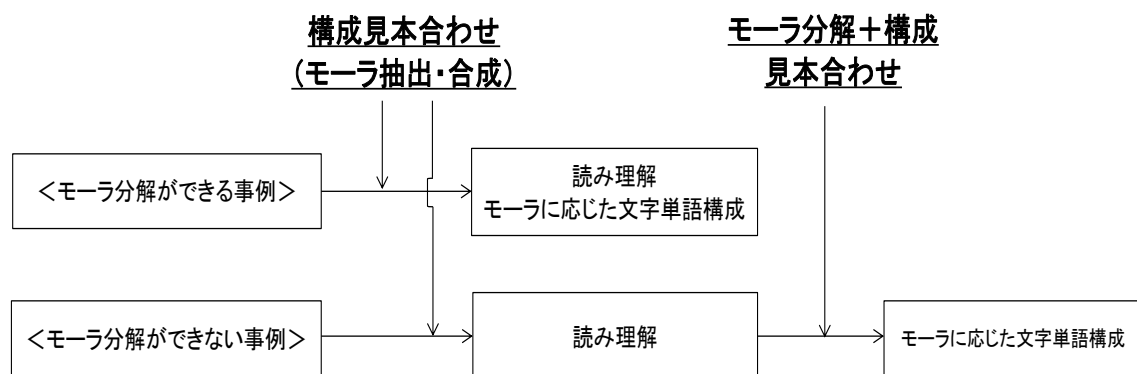 構成見本合わせ
(モーラ抽出・合成)
モーラ分解＋構成
見本合わせ
＜モーラ分解ができる事例＞
読み理解
モーラに応じた文字単語構成
＜モーラ分解ができない事例＞
読み理解
モーラに応じた文字単語構成